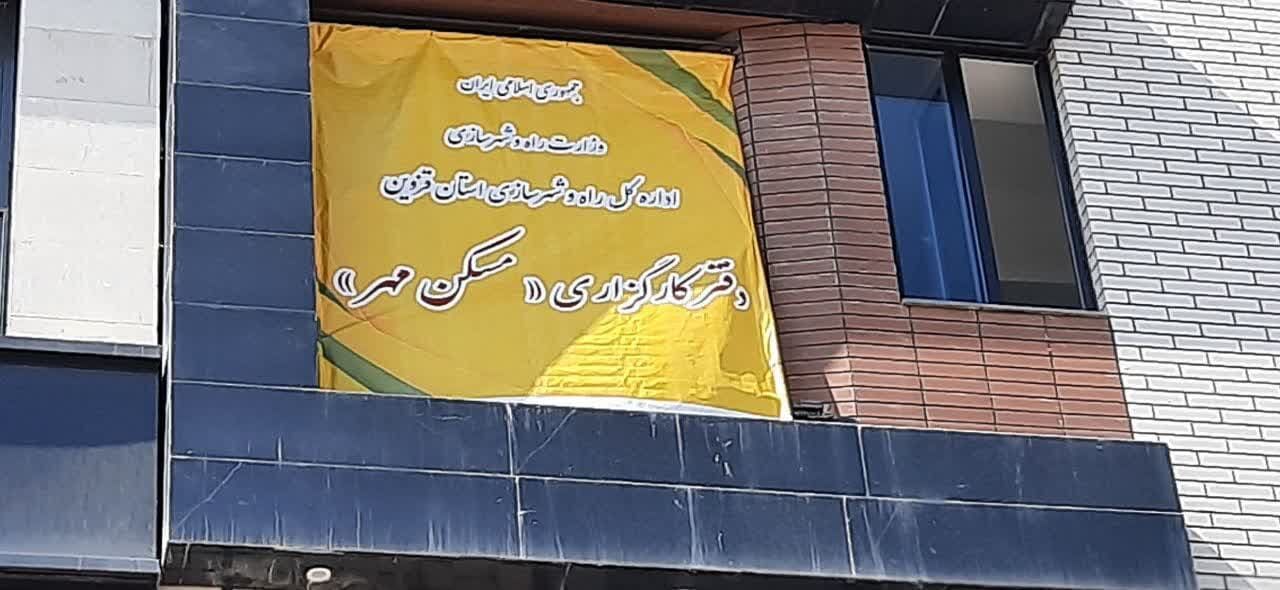 جمهوری اسلامی ایران
وزارت راه و شهرسازی
اداره کل راه و شهرسازی استان قزوین
دفتر کارگزاری « مسکن مهر »